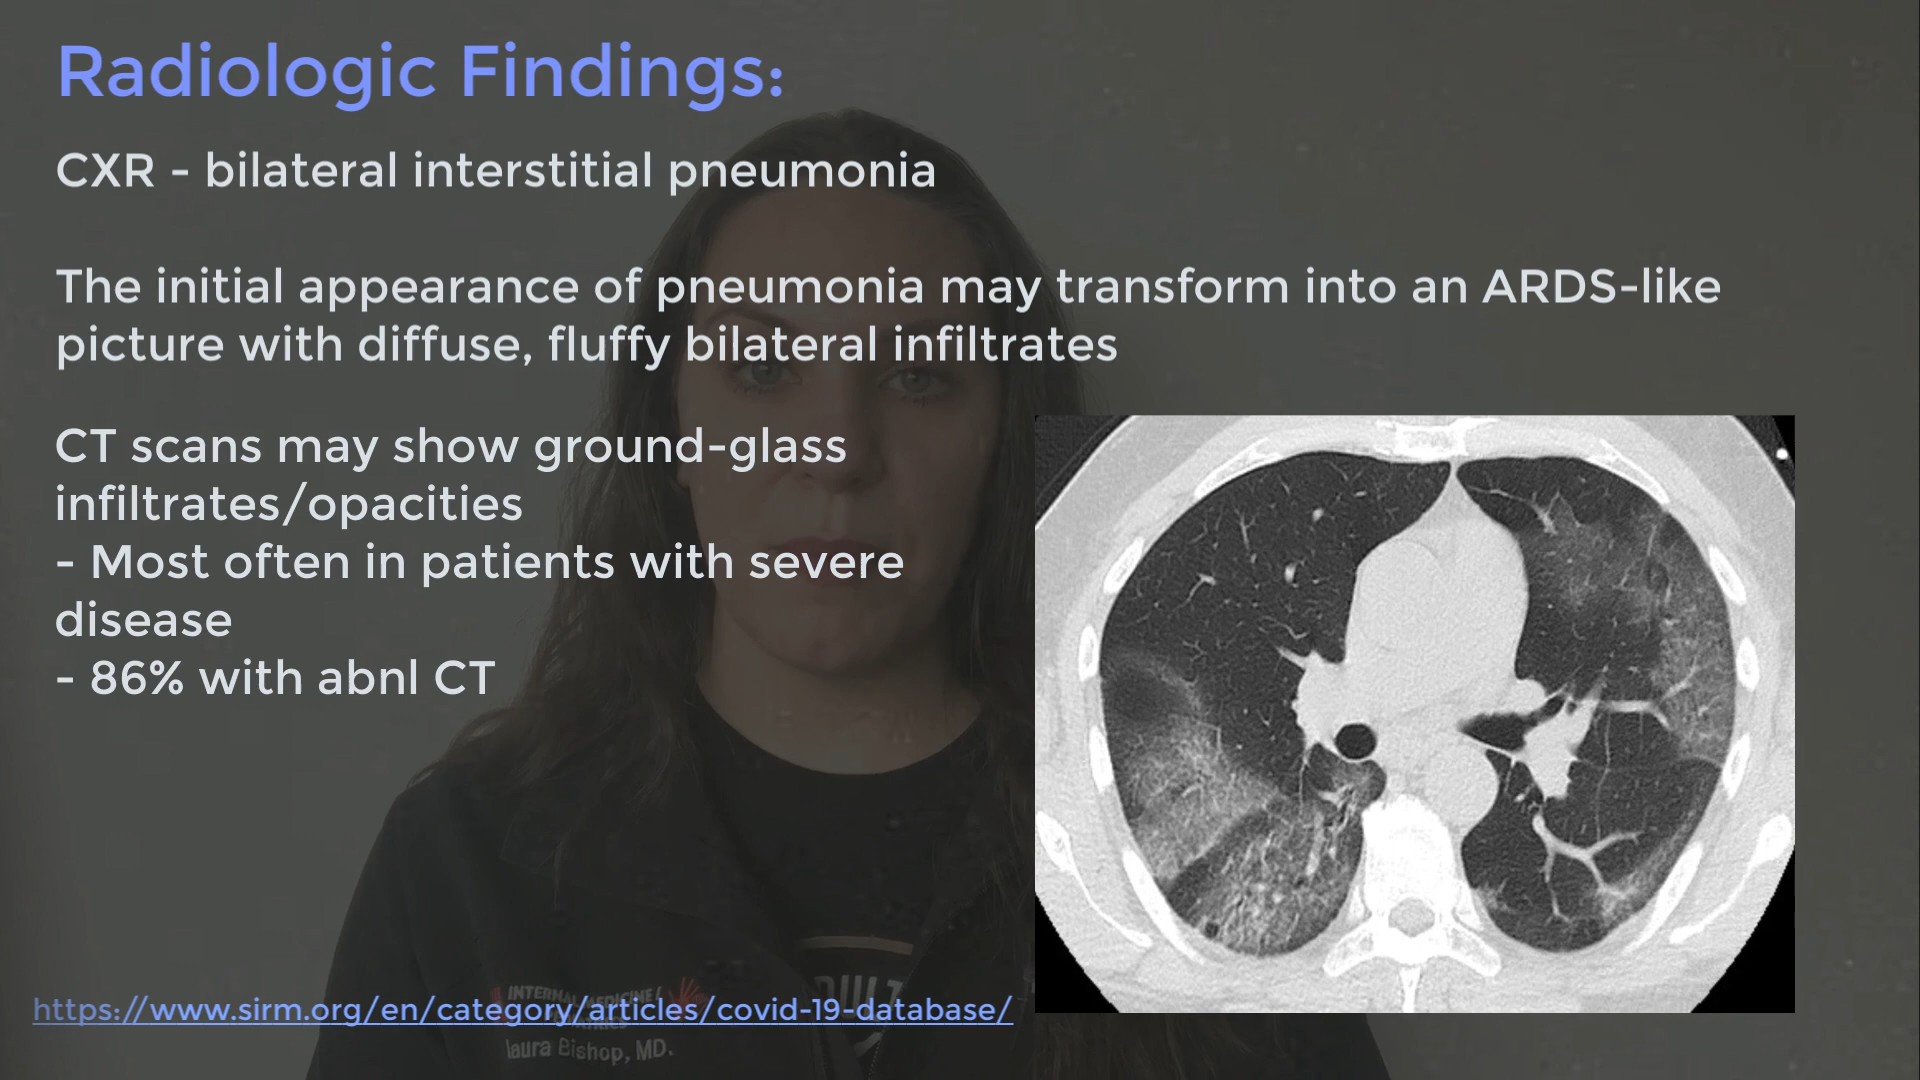 Radiologic Findings:
CXR - bilateral interstitial pneumonia
The initial appearance of pneumonia may transform into an ARDS-like
picture with diffuse, fluffy bilateral infiltrates
CT scans may show ground-glass
infiltrates/opacities
- Most often in patients with severe
disease
- 86% with abnl CT
https://www.sirm.org/en/category/articles/covid-19-database/
INTERNAL MEDICINE/
laura Bishop, MD.